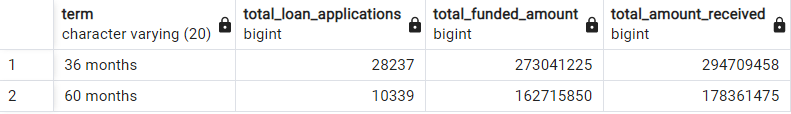 term total_loan_applications total_funded_amount total_amount_received
character varying (20) bigint bigint bigint
1 36 months 28237 273041225 294709458
2 60 months 10339 162715850 178361475